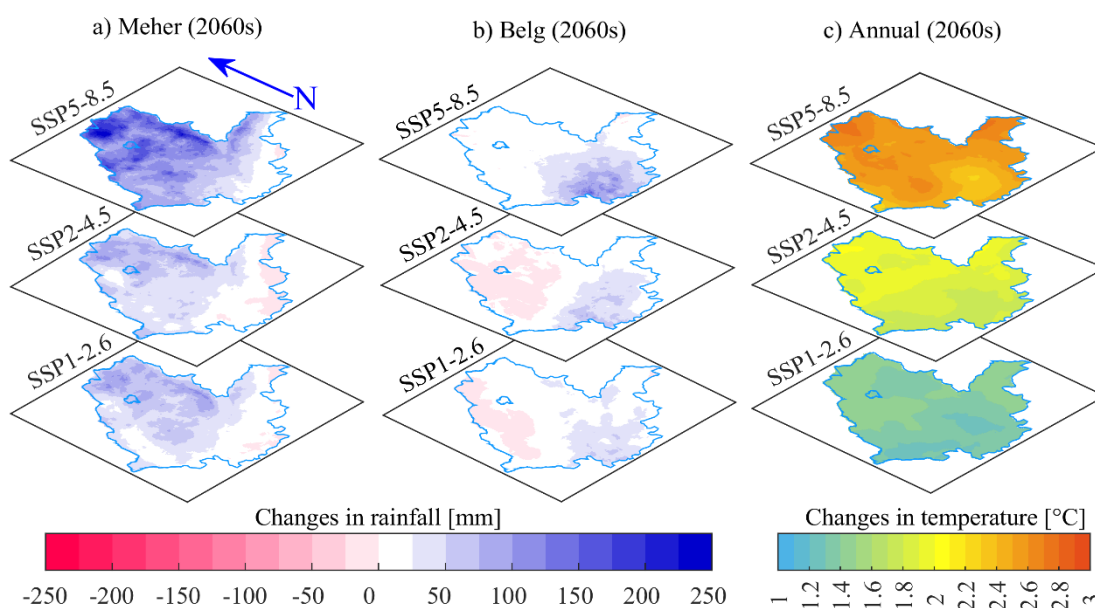 a) Meher (2060s)
b) Belg (2060s)
c) Annual (2060s)
N
SSP5-8.5
SSP5-8.5
SSP5-8.5
SSP2-4.5
SSP2-4.5
SSP2-4.5
SSP1-2.6
SSP1-2.6
SSP1-2.6
Changes in rainfall [mm]
-250 -200 -150 -100 -50 0 50 100 150 200 250
Changes in temperature [°C]
1 1.2 1.4 1.6 1.8 2 2.2 2.4 2.6 2.8 3